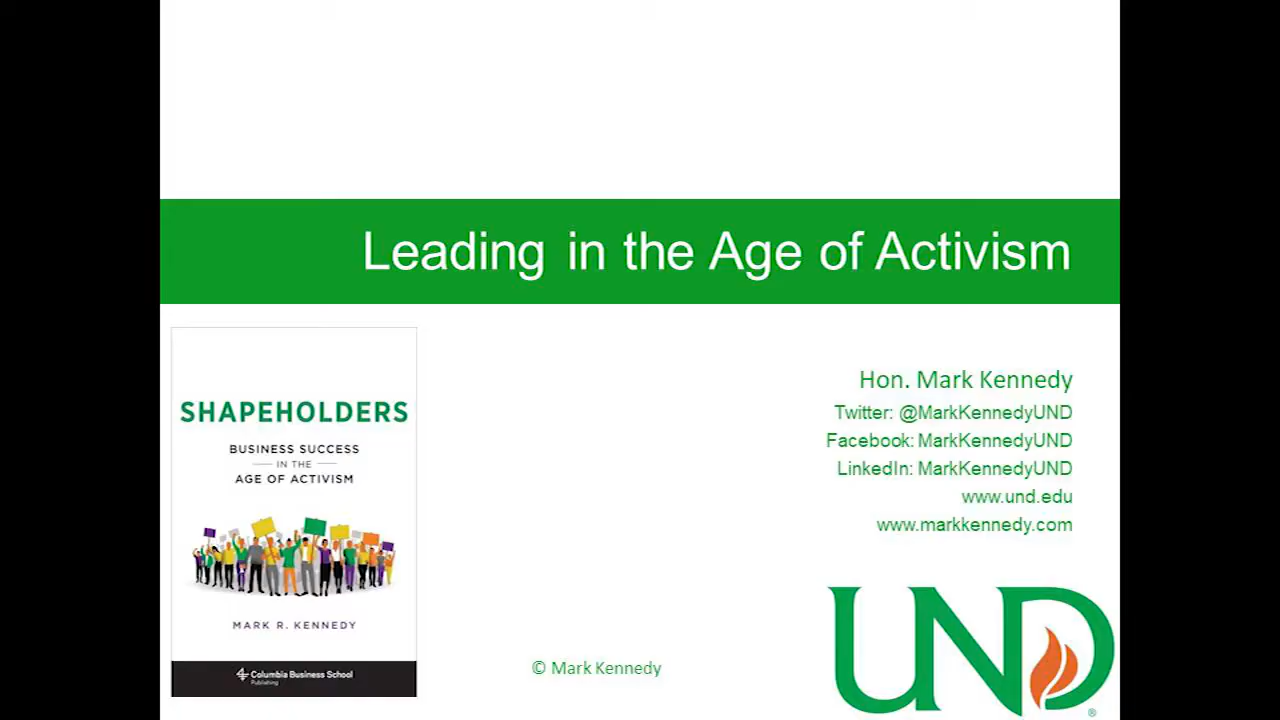 Leading in the Age of Activism
SHAPEHOLDERS
BUSINESS SUCCESS
IN THE
AGE OF ACTIVISM
MARK R. KENNEDY
Columbia Business School
Publishing
Hon. Mark Kennedy
Twitter: @MarkKennedyUND
Facebook: MarkKennedyUND
LinkedIn: MarkKennedyUND
www.und.edu
www.markkennedy.com
© Mark Kennedy
UND®